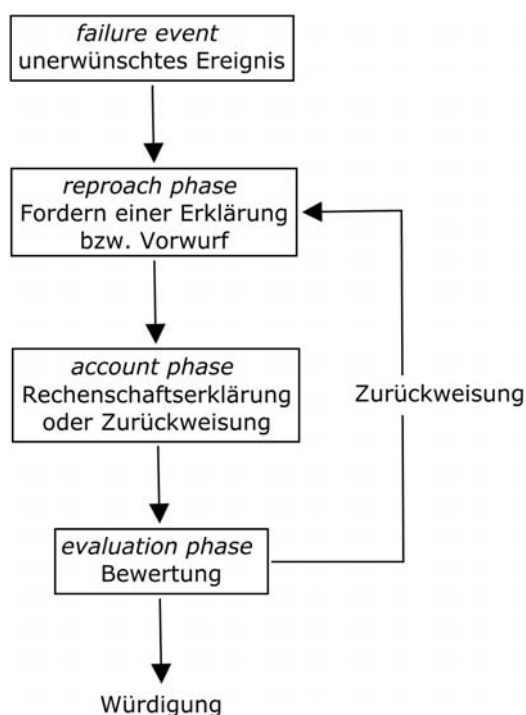 failure event
unerwünschtes Ereignis
reproach phase
Fordern einer Erklärung
bzw. Vorwurf
account phase
Rechenschaftserklärung
oder Zurückweisung
Zurückweisung
evaluation phase
Bewertung
Würdigung